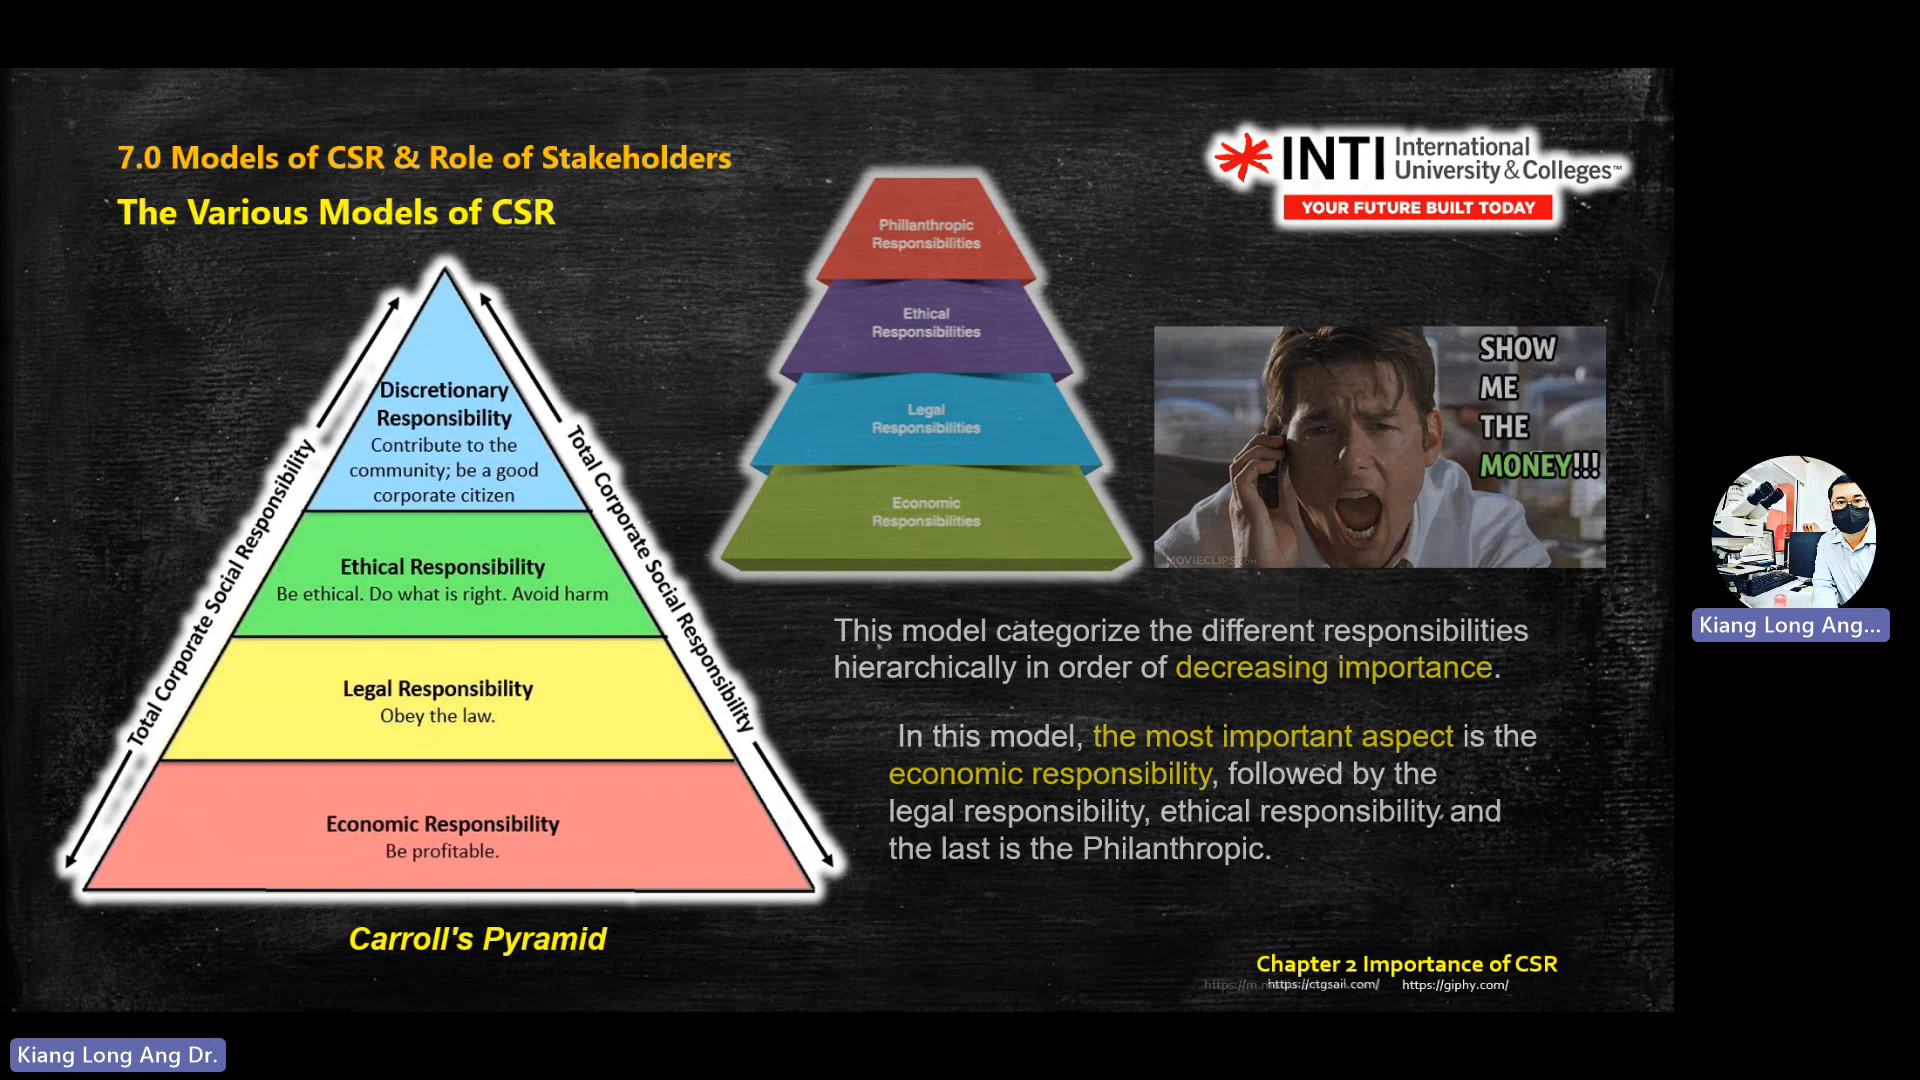 7.0 Models of CSR & Role of Stakeholders
The Various Models of CSR
INTI International
University & Colleges™
YOUR FUTURE BUILT TODAY
Discretionary
Responsibility
Contribute to the
community; be a good
corporate citizen
Ethical Responsibility
Be ethical. Do what is right. Avoid harm
Legal Responsibility
Obey the law.
Economic Responsibility
Be profitable.
Total Corporate Social Responsibility
Total Corporate Social Responsibility
Carroll's Pyramid
Phillanthropic
Responsibilities
Ethical
Responsibilities
Legal
Responsibilities
Economic
Responsibilities
SHOW
ME
THE
MONEY!!!
MOVIECLIPS.COM
This model categorize the different responsibilities
hierarchically in order of decreasing importance.
In this model, the most important aspect is the
economic responsibility, followed by the
legal responsibility, ethical responsibility and
the last is the Philanthropic.
Chapter 2 Importance of CSR
https://ctgsail.com/ https://giphy.com/
Kiang Long Ang...
Kiang Long Ang Dr.